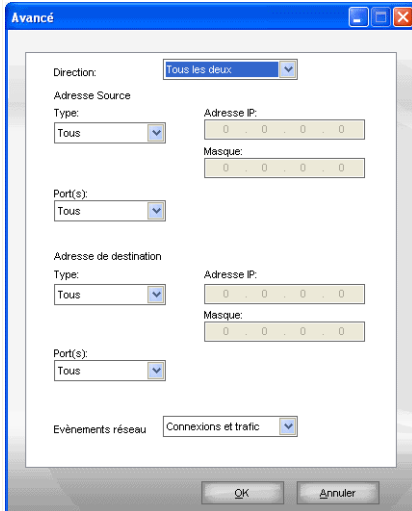 Avancé
Direction: Tous les deux
Adresse Source
Type: Adresse IP:
Tous 0 . 0 . 0 . 0
Masque:
0 . 0 . 0 . 0
Port(s):
Tous
Adresse de destination
Type: Adresse IP:
Tous 0 . 0 . 0 . 0
Masque:
0 . 0 . 0 . 0
Port(s):
Tous
Evènements réseau Connexions et trafic
OK Annuler